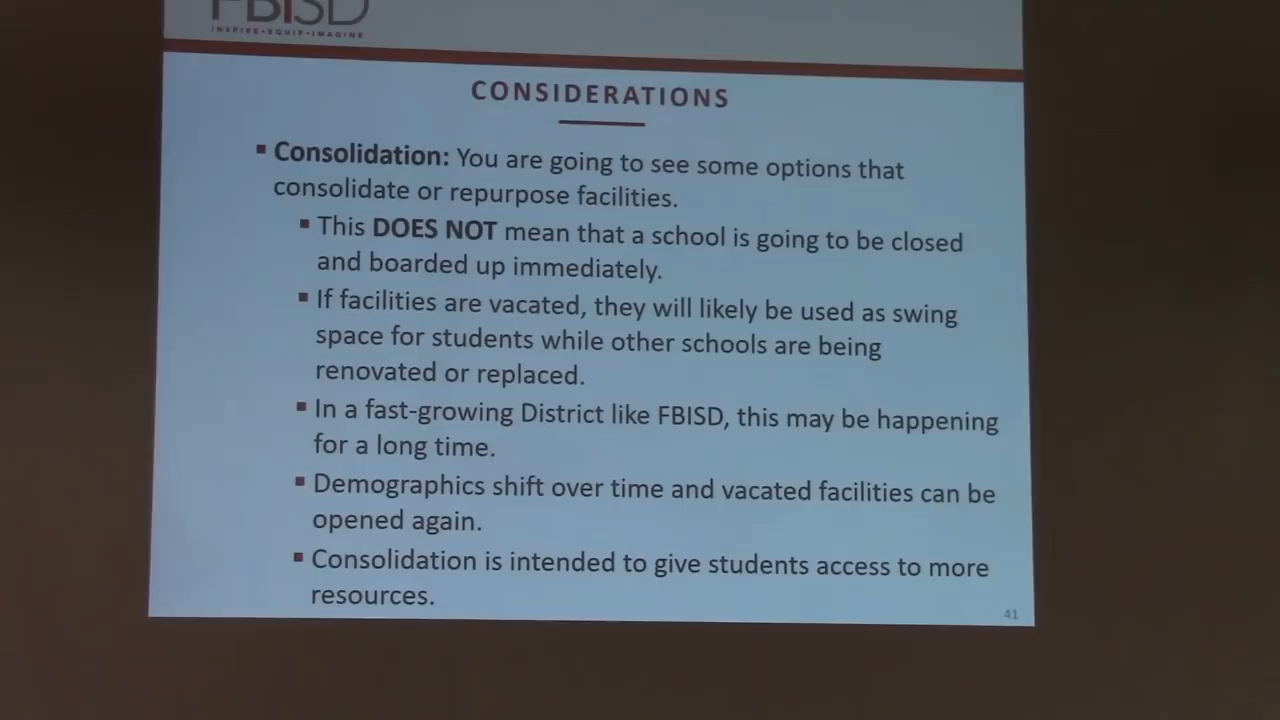 FBISD
INSPIRE•EQUIP•IMAGINE
CONSIDERATIONS
▪ Consolidation: You are going to see some options that
consolidate or repurpose facilities.
▪ This DOES NOT mean that a school is going to be closed
and boarded up immediately.
▪ If facilities are vacated, they will likely be used as swing
space for students while other schools are being
renovated or replaced.
▪ In a fast-growing District like FBISD, this may be happening
for a long time.
▪ Demographics shift over time and vacated facilities can be
opened again.
▪ Consolidation is intended to give students access to more
resources.
41